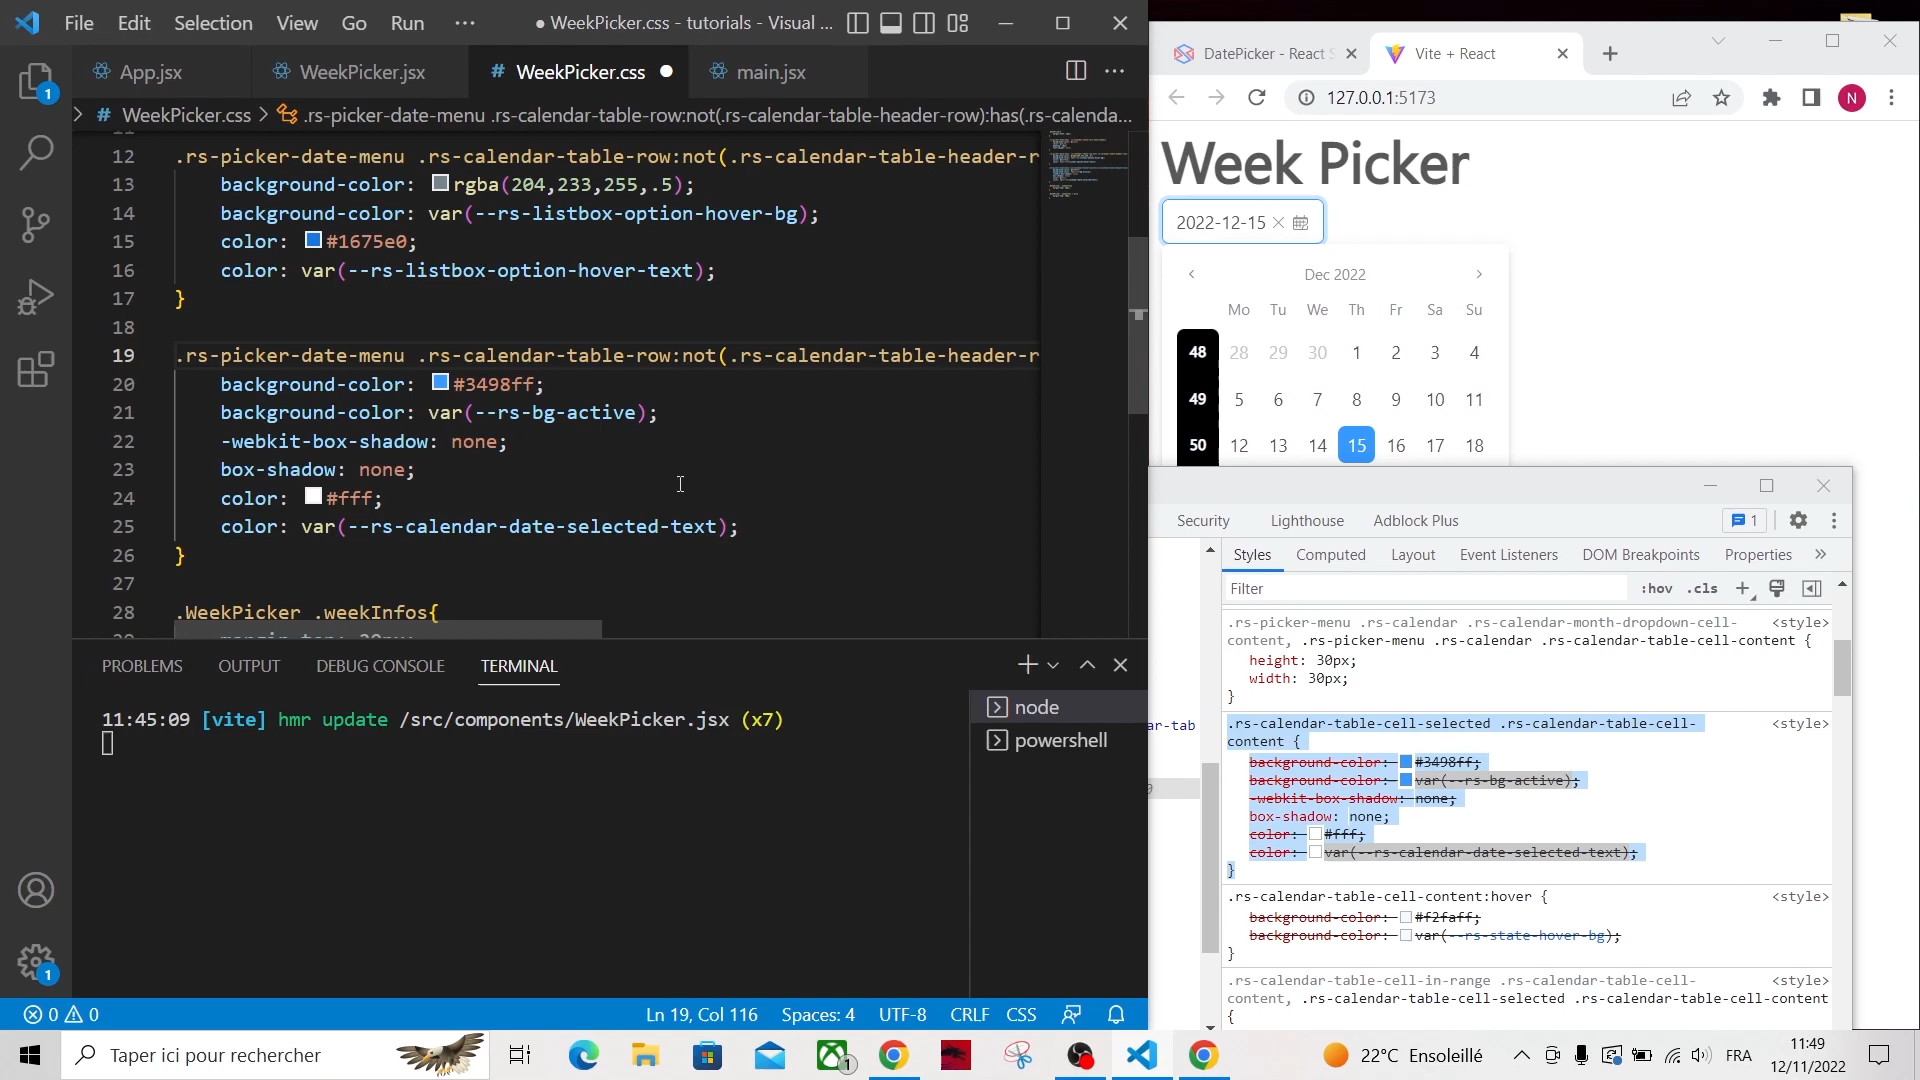 File Edit Selection View Go Run ··· ● WeekPicker.css - tutorials - Visual ...
App.jsx WeekPicker.jsx # WeekPicker.css ● main.jsx ···
> # WeekPicker.css > .rs-picker-date-menu .rs-calendar-table-row:not(.rs-calendar-table-header-row):has(.rs-calenda...
12 .rs-picker-date-menu .rs-calendar-table-row:not(.rs-calendar-table-header-r
13 background-color: rgba(204,233,255,.5);
14 background-color: var(--rs-listbox-option-hover-bg);
15 color: #1675e0;
16 color: var(--rs-listbox-option-hover-text);
17 }
18
19 .rs-picker-date-menu .rs-calendar-table-row:not(.rs-calendar-table-header-r
20 background-color: #3498ff;
21 background-color: var(--rs-bg-active);
22 -webkit-box-shadow: none;
23 box-shadow: none;
24 color: #fff;
25 color: var(--rs-calendar-date-selected-text);
26 }
27
28 .WeekPicker .weekInfos{
PROBLEMS OUTPUT DEBUG CONSOLE TERMINAL
11:45:09 [vite] hmr update /src/components/WeekPicker.jsx (x7)
node
powershell
1
1
0 0 Ln 19, Col 116 Spaces: 4 UTF-8 CRLF CSS
DatePicker - React S Vite + React
127.0.0.1:5173 N
Week Picker
2022-12-15
Dec 2022
Mo Tu We Th Fr Sa Su
48 28 29 30 1 2 3 4
49 5 6 7 8 9 10 11
50 12 13 14 15 16 17 18
Security Lighthouse Adblock Plus 1
Styles Computed Layout Event Listeners DOM Breakpoints Properties »
Filter :hov .cls +
ar-tab
.rs-picker-menu .rs-calendar .rs-calendar-month-dropdown-cell- <style>
content, .rs-picker-menu .rs-calendar .rs-calendar-table-cell-content {
height: 30px;
width: 30px;
}
.rs-calendar-table-cell-selected .rs-calendar-table-cell- <style>
content {
background-color: #3498ff;
background-color: var(--rs-bg-active);
-webkit-box-shadow: none;
box-shadow: none;
color: #fff;
color: var(--rs-calendar-date-selected-text);
}
.rs-calendar-table-cell-content:hover { <style>
background-color: #f2faff;
background-color: var(--rs-state-hover-bg);
}
.rs-calendar-table-cell-in-range .rs-calendar-table-cell- <style>
content, .rs-calendar-table-cell-selected .rs-calendar-table-cell-content
{
Taper ici pour rechercher 1 22°C Ensoleillé FRA 11:49
12/11/2022